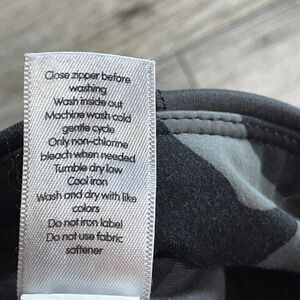 Close zipper before
washing
Wash inside out
Machine wash cold
gentle cycle
Only non-chlorine
bleach when needed
Tumble dry low
Cool iron
Wash and dry with like
colors
Do not iron label
Do not use fabric
softener